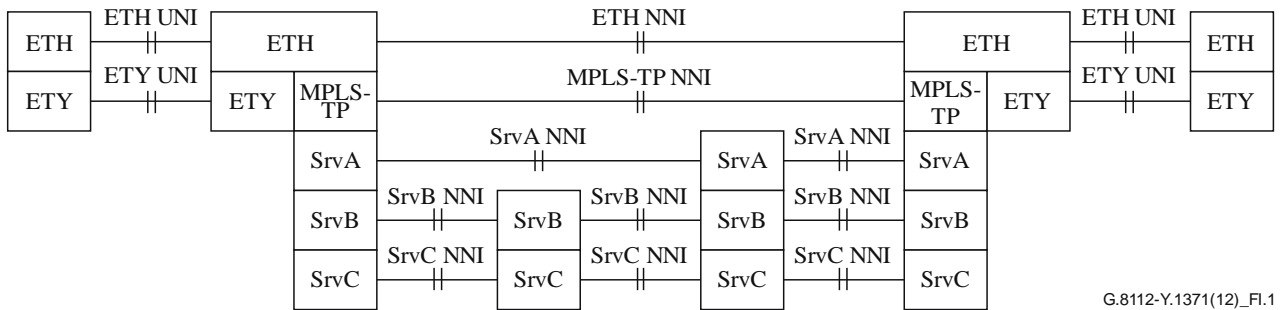 ETH UNI
ETH NNI
ETH UNI
ETH
ETH
ETH
ETH
ETY UNI
MPLS-TP NNI
ETY UNI
ETY
ETY
MPLS-
TP
MPLS-
TP
ETY
ETY
SrvA NNI
SrvA NNI
SrvA
SrvA
SrvA
SrvB NNI
SrvB NNI
SrvB NNI
SrvB
SrvB
SrvB
SrvB
SrvC NNI
SrvC NNI
SrvC NNI
SrvC
SrvC
SrvC
SrvC
G.8112-Y.1371(12)_FI.1